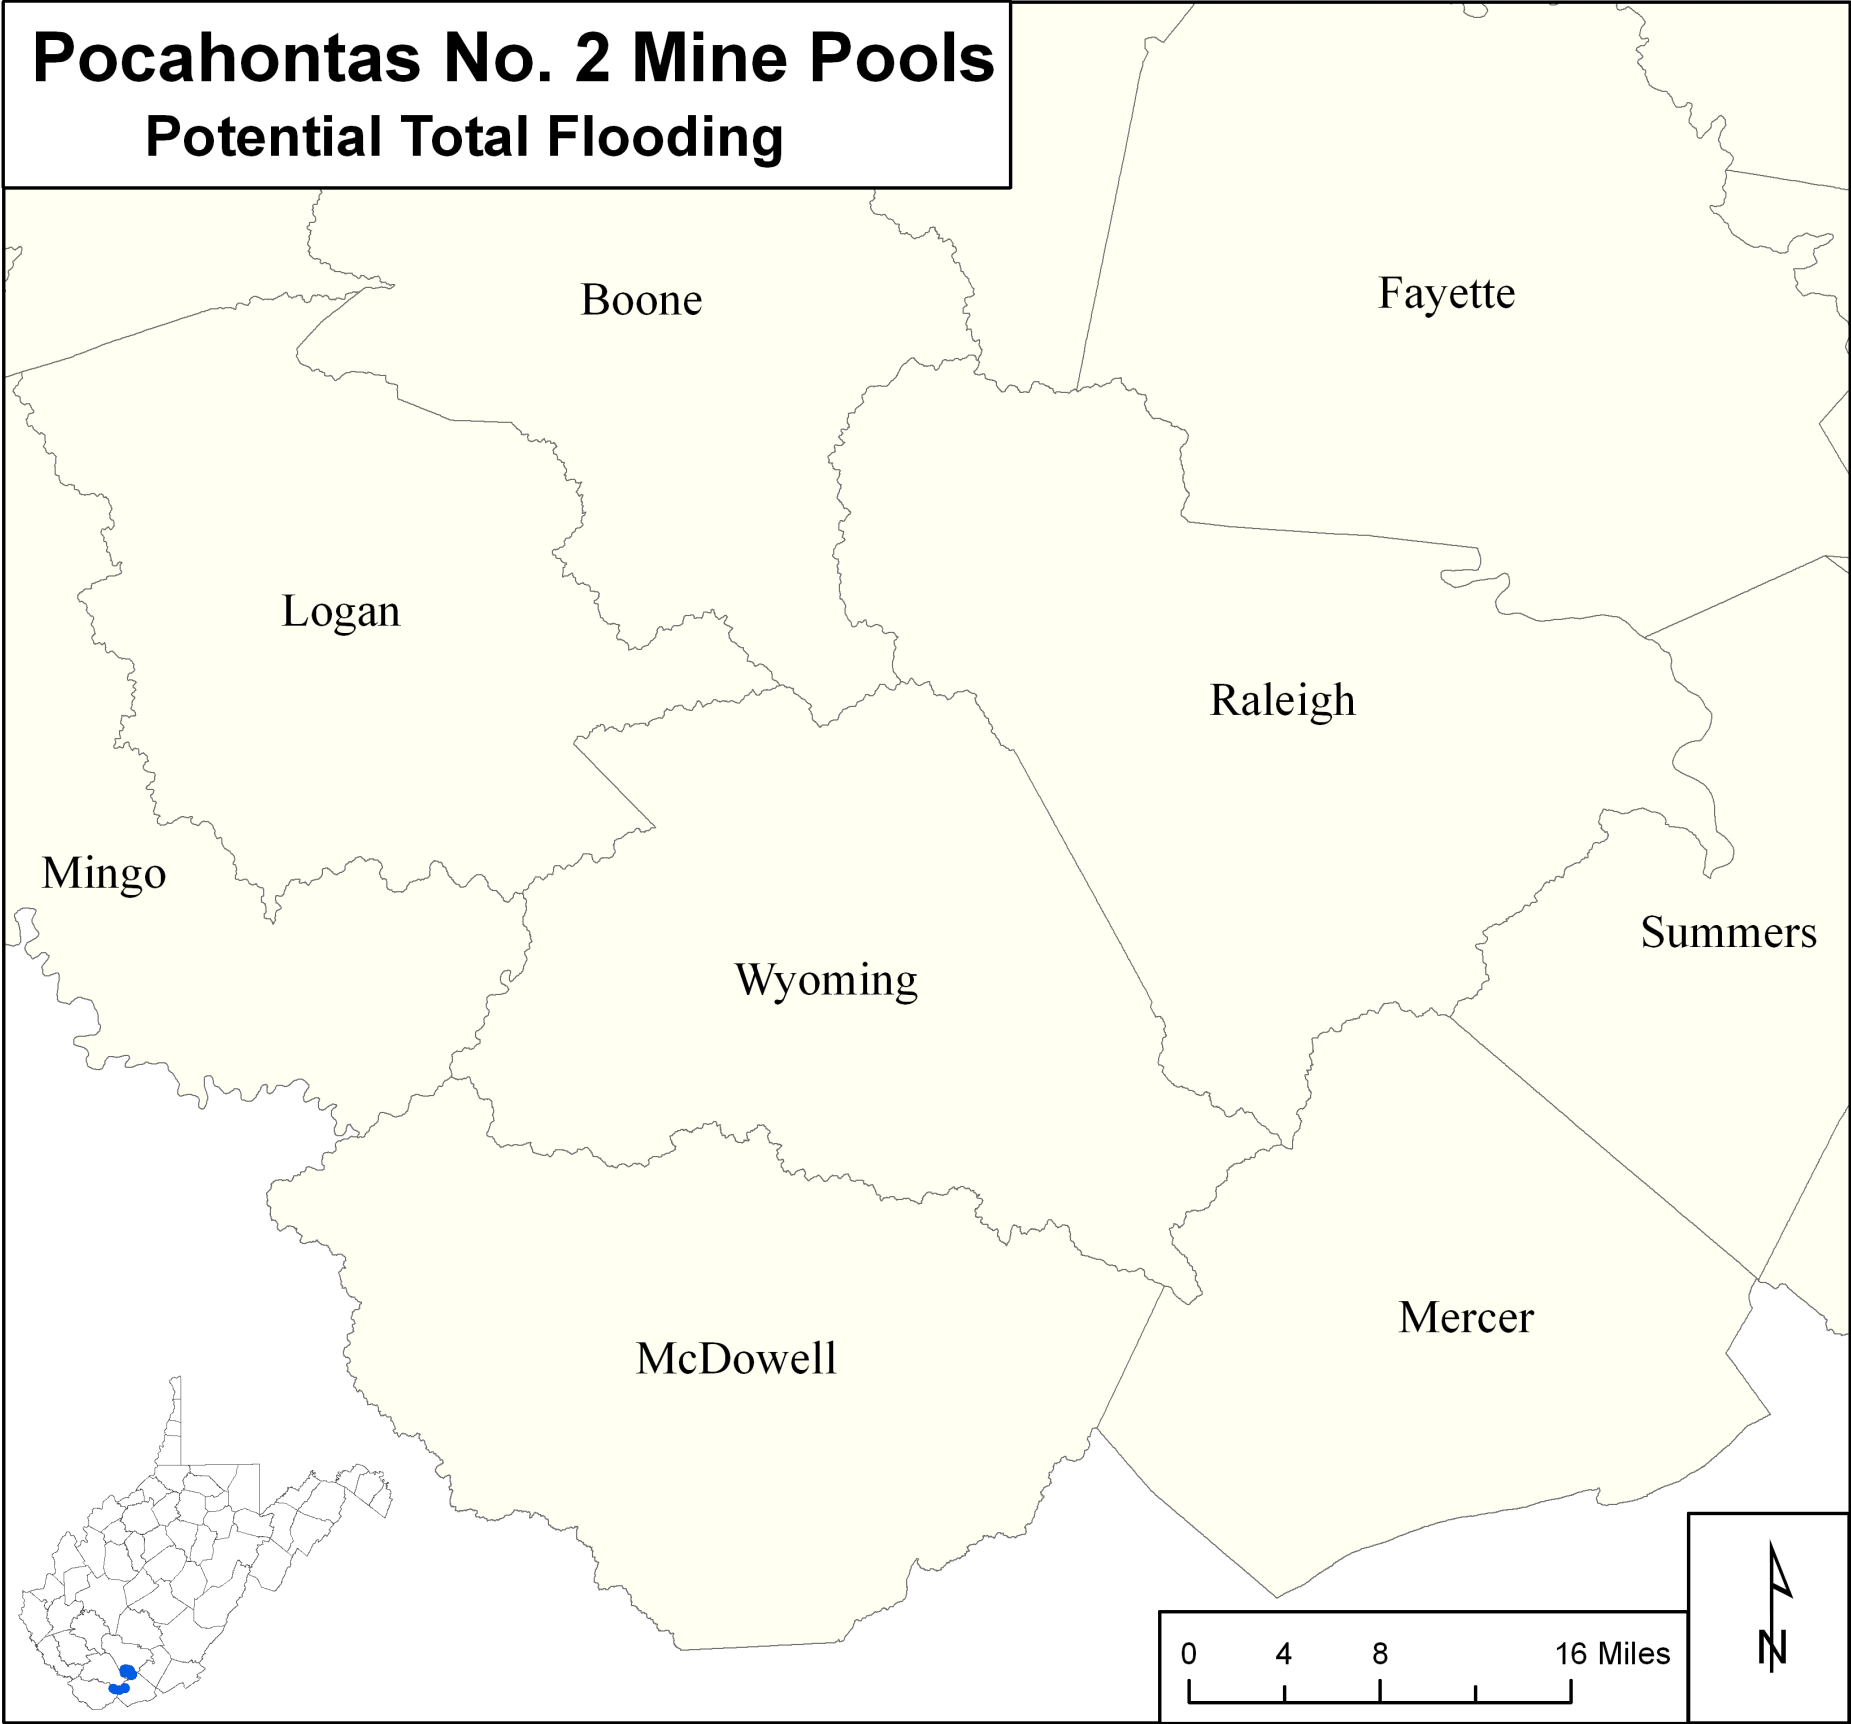 Pocahontas No. 2 Mine Pools
Potential Total Flooding
Boone
Fayette
Logan
Raleigh
Mingo
Summers
Wyoming
Mercer
McDowell
0 4 8 16 Miles
N